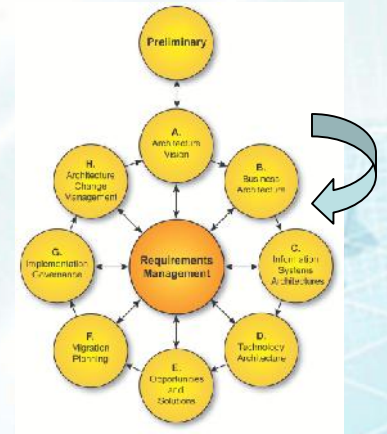 Preliminary
A.
Architecture
Vision
B.
Business
Architecture
C.
Information
Systems
Architectures
D.
Technology
Architecture
E.
Opportunities
and
Solutions
F.
Migration
Planning
G.
Implementation
Governance
H.
Architecture
Change
Management
Requirements
Management